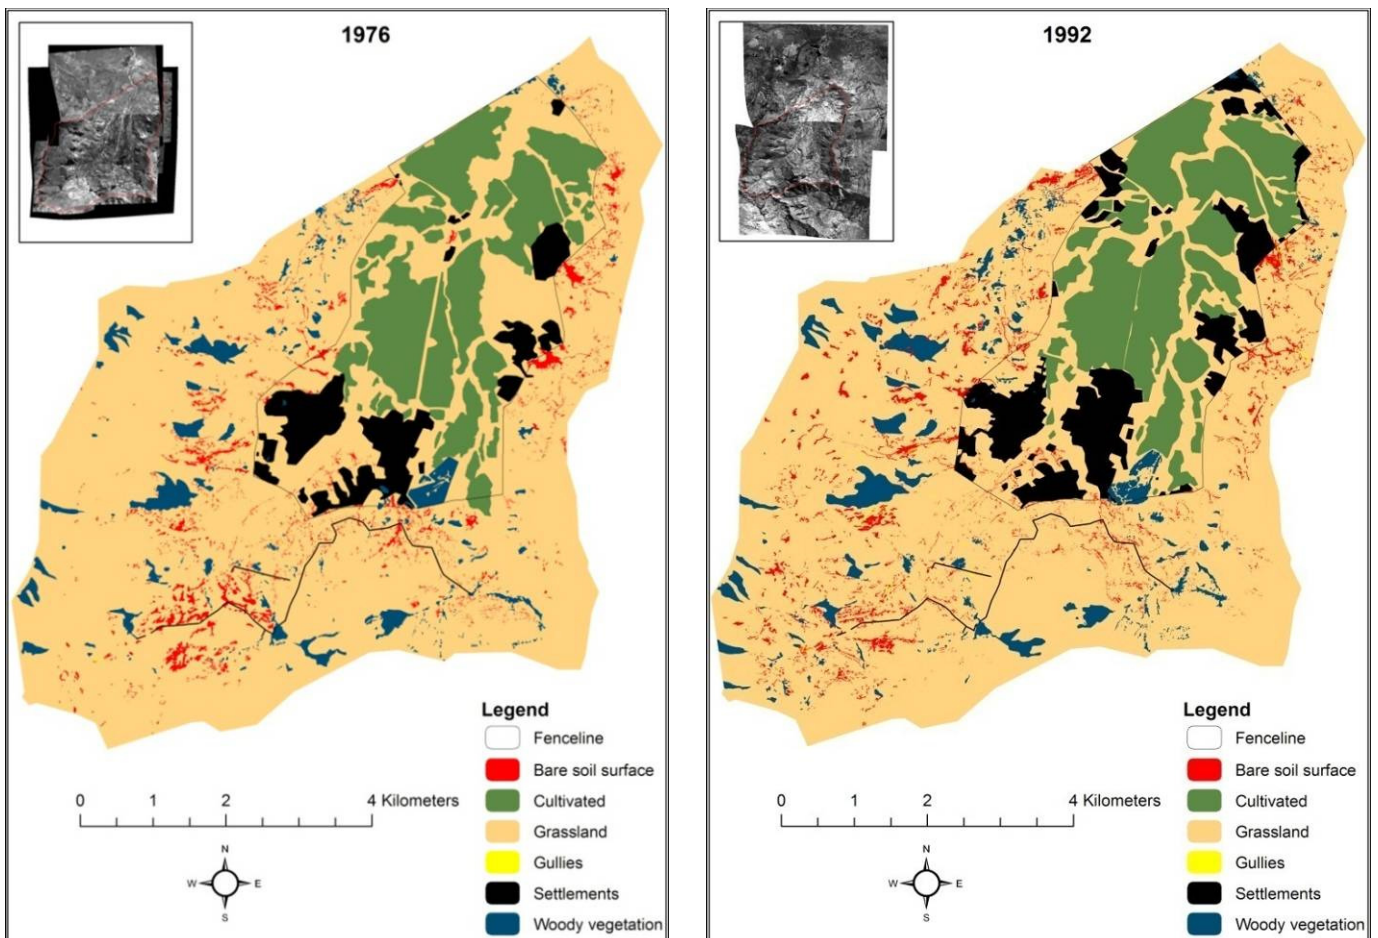 1976
N
W E
S
0 1 2 4 Kilometers
Legend
Fenceline
Bare soil surface
Cultivated
Grassland
Gullies
Settlements
Woody vegetation
1992
N
W E
S
0 1 2 4 Kilometers
Legend
Fenceline
Bare soil surface
Cultivated
Grassland
Gullies
Settlements
Woody vegetation